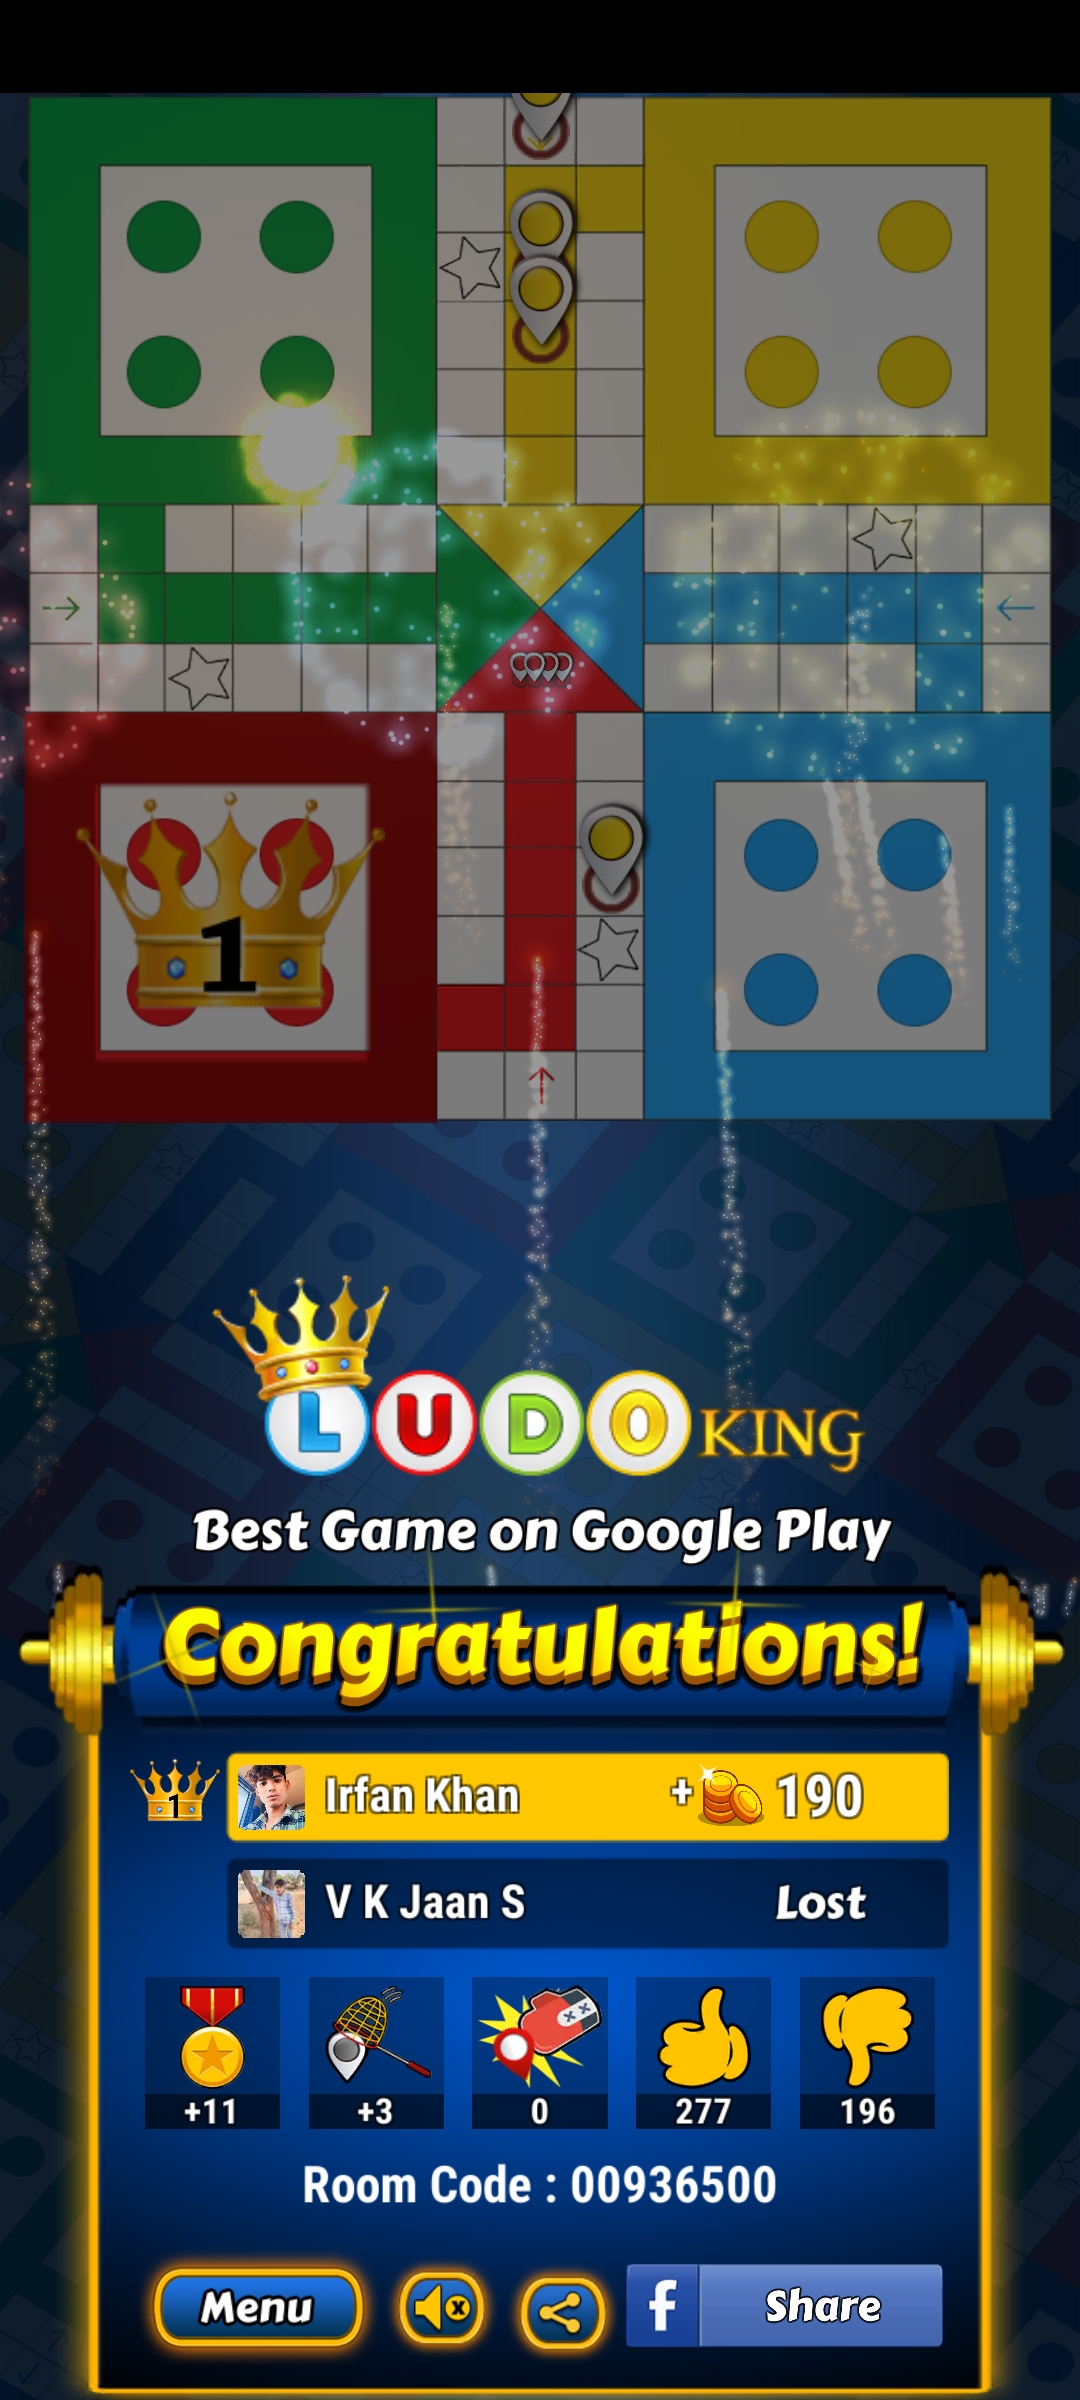 1
LUDO KING
Best Game on Google Play
Congratulations!
1 Irfan Khan + 190
V K Jaan S Lost
+11 +3 0 277 196
Room Code : 00936500
Menu f Share